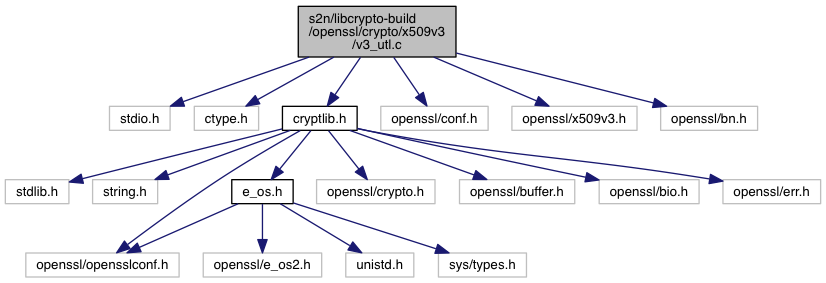 s2n/libcrypto-build
/openssl/crypto/x509v3
/v3_utl.c
stdio.h
ctype.h
cryptlib.h
openssl/conf.h
openssl/x509v3.h
openssl/bn.h
stdlib.h
string.h
e_os.h
openssl/crypto.h
openssl/buffer.h
openssl/bio.h
openssl/err.h
openssl/opensslconf.h
openssl/e_os2.h
unistd.h
sys/types.h